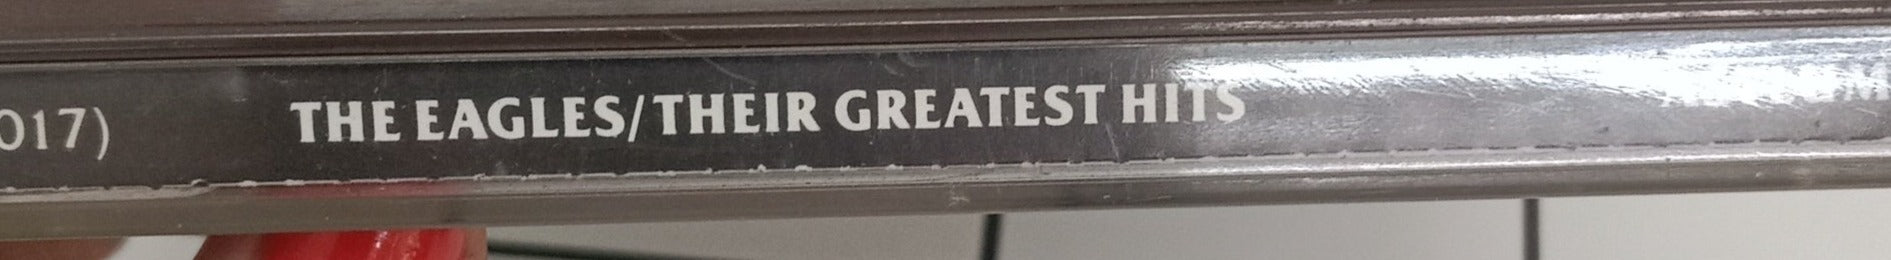 017) THE EAGLES/THEIR GREATEST HITS